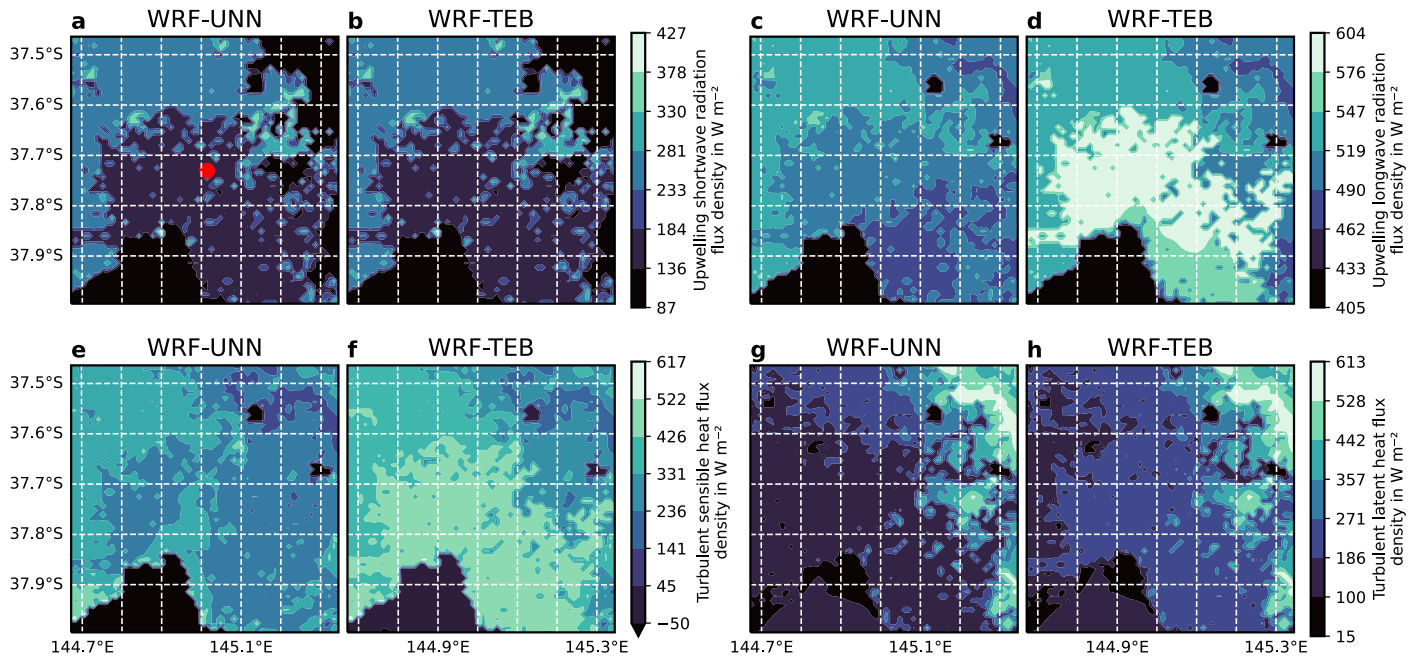 a WRF-UNN b WRF-TEB c WRF-UNN d WRF-TEB
37.5°S
37.6°S
37.7°S
37.8°S
37.9°S
427
378
330
281
233
184
136
87
Upwelling shortwave radiation
flux density in W m⁻²
604
576
547
519
490
462
433
405
Upwelling longwave radiation
flux density in W m⁻²
e WRF-UNN f WRF-TEB g WRF-UNN h WRF-TEB
37.5°S
37.6°S
37.7°S
37.8°S
37.9°S
617
522
426
331
236
141
45
−50
Turbulent sensible heat flux
density in W m⁻²
613
528
442
357
271
186
100
15
Turbulent latent heat flux
density in W m⁻²
144.7°E 145.1°E 144.9°E 145.3°E 144.7°E 145.1°E 144.9°E 145.3°E